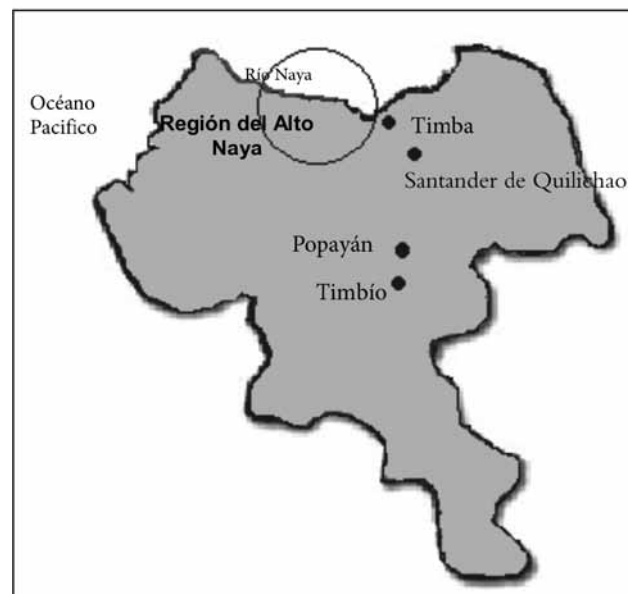 Río Naya
Océano
Pacifico
Región del Alto
Naya
Timba
Santander de Quilichao
Popayán
Timbío